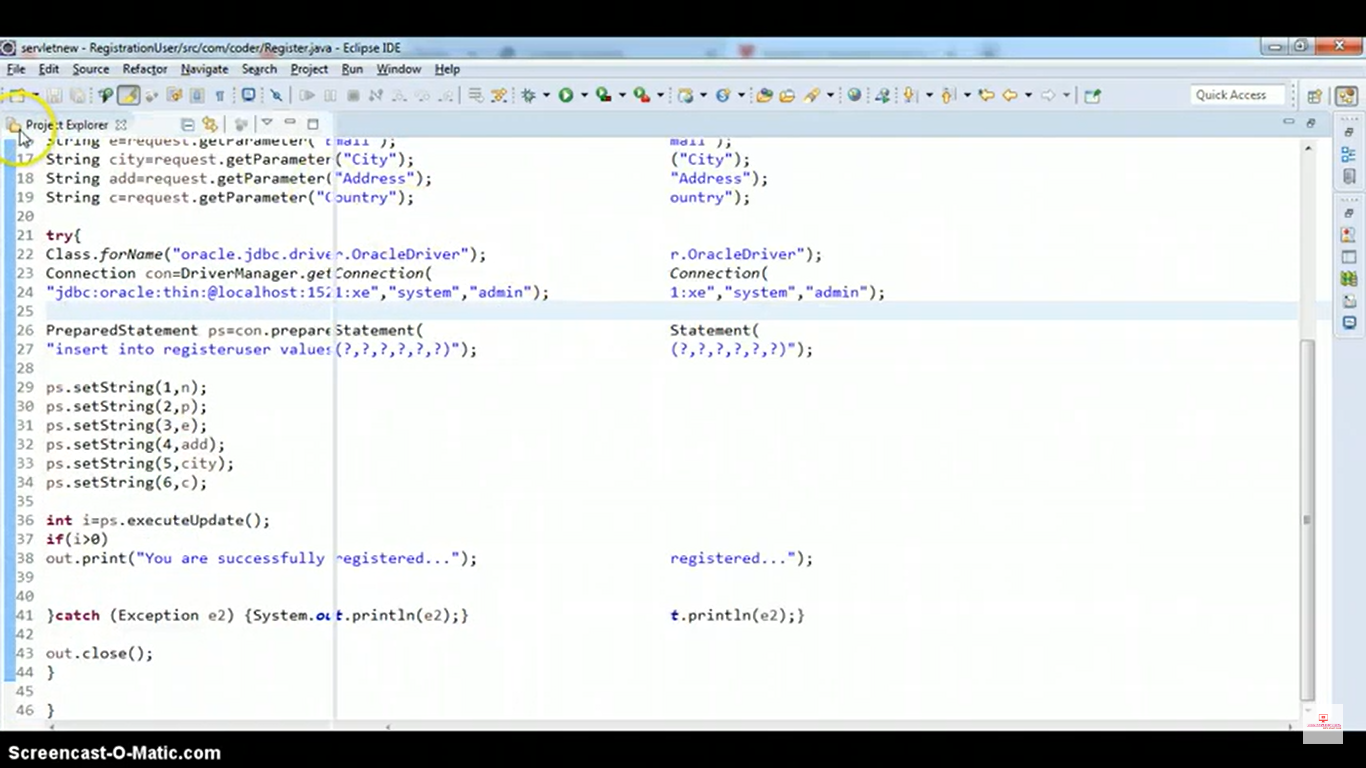 servletnew - RegistrationUser/src/com/coder/Register.java - Eclipse IDE
File Edit Source Refactor Navigate Search Project Run Window Help
Quick Access
Project Explorer
String e=request.getParameter("Email");
mail");
17 String city=request.getParameter("City");
("City");
18 String add=request.getParameter("Address");
"Address");
19 String c=request.getParameter("Country");
ountry");
20
21 try{
22 Class.forName("oracle.jdbc.driver.OracleDriver");
r.OracleDriver");
23 Connection con=DriverManager.getConnection(
Connection(
24 "jdbc:oracle:thin:@localhost:1521:xe","system","admin");
1:xe","system","admin");
25
26 PreparedStatement ps=con.prepareStatement(
Statement(
27 "insert into registeruser values(?,?,?,?,?,?)");
(?,?,?,?,?,?)");
28
29 ps.setString(1,n);
30 ps.setString(2,p);
31 ps.setString(3,e);
32 ps.setString(4,add);
33 ps.setString(5,city);
34 ps.setString(6,c);
35
36 int i=ps.executeUpdate();
37 if(i>0)
38 out.print("You are successfully registered...");
registered...");
39
40
41 }catch (Exception e2) {System.out.println(e2);}
t.println(e2);}
42
43 out.close();
44 }
45
46 }
Screencast-O-Matic.com